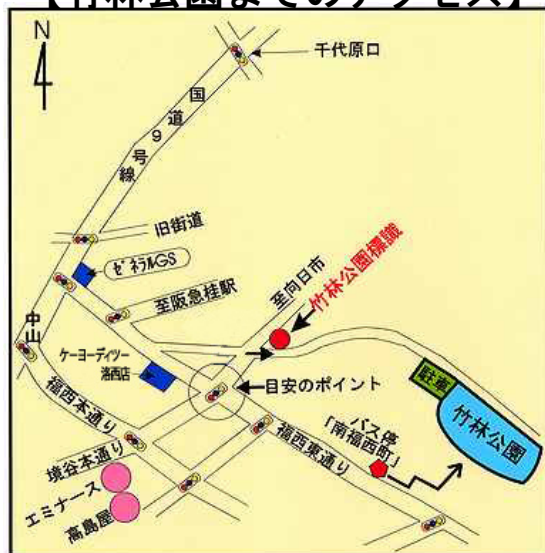 【竹林公園までのアクセス】
N
千代原口
国道9号線
旧街道
ゼネラルGS
至阪急桂駅
至向日市
竹林公園標識
中山
ケーヨーディツー
洛西店
目安のポイント
駐車
竹林公園
福西本通り
福西東通り
バス停
「南福西町」
境谷本通り
エミナース
高島屋